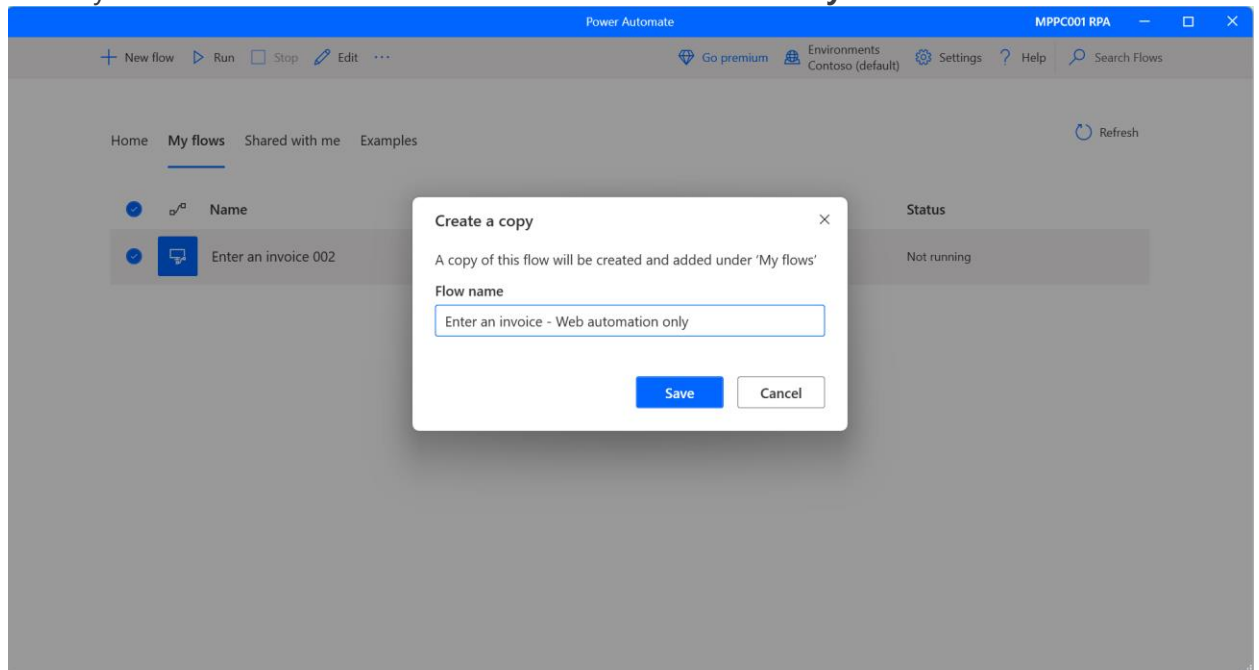 Power Automate
MPPC001 RPA
New flow Run Stop Edit ... Go premium Environments Contoso (default) Settings ? Help Search Flows
Home My flows Shared with me Examples
Refresh
Name
Status
Enter an invoice 002
Not running
Create a copy
A copy of this flow will be created and added under ‘My flows’
Flow name
Enter an invoice - Web automation only
Save Cancel